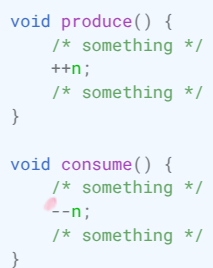 void produce() {
    /* something */
    ++n;
    /* something */
}

void consume() {
    /* something */
    --n;
    /* something */
}